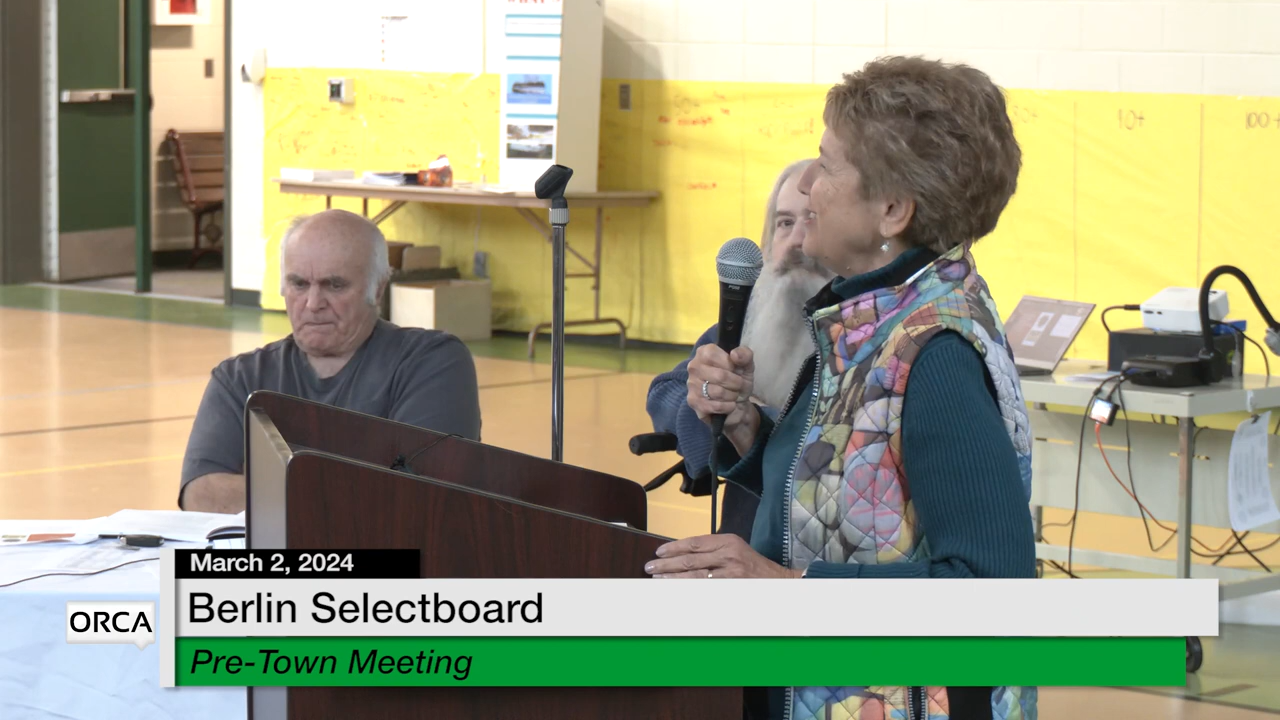 10+
100+
March 2, 2024
Berlin Selectboard
ORCA
Pre-Town Meeting